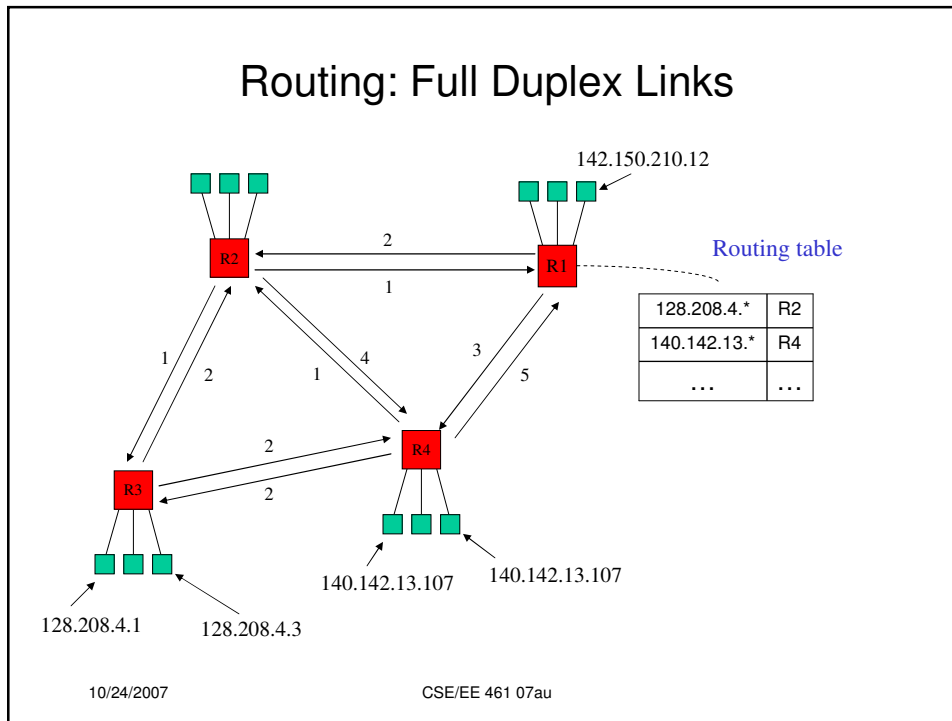 Routing: Full Duplex Links
142.150.210.12
Routing table
R2
2
1
R1
128.208.4.* R2
140.142.13.* R4
... ...
1
2
4
1
3
5
R3
2
2
R4
140.142.13.107
140.142.13.107
128.208.4.1
128.208.4.3
10/24/2007
CSE/EE 461 07au